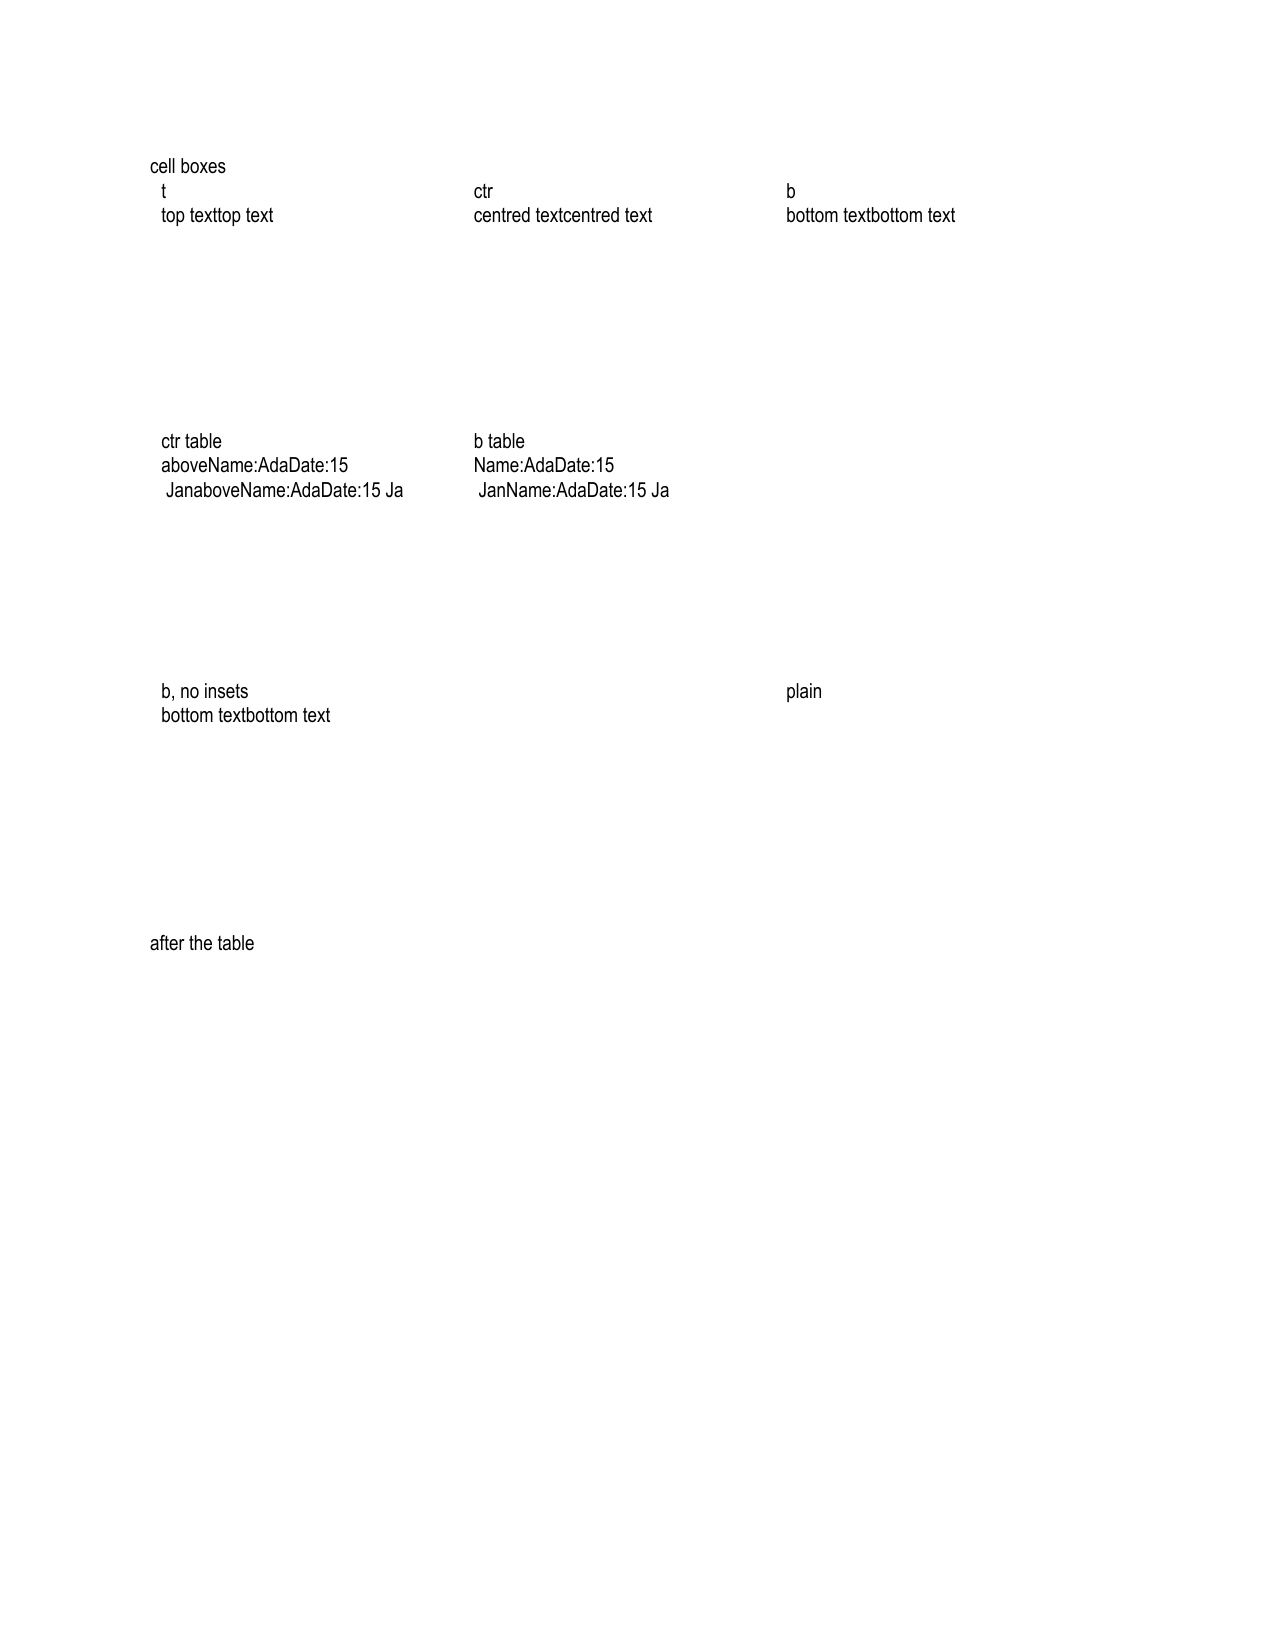 cell boxes
t ctr b
top texttop text centred textcentred text bottom textbottom text
ctr table b table
aboveName:AdaDate:15 Name:AdaDate:15
JanaboveName:AdaDate:15 Ja JanName:AdaDate:15 Ja
b, no insets plain
bottom textbottom text
after the table